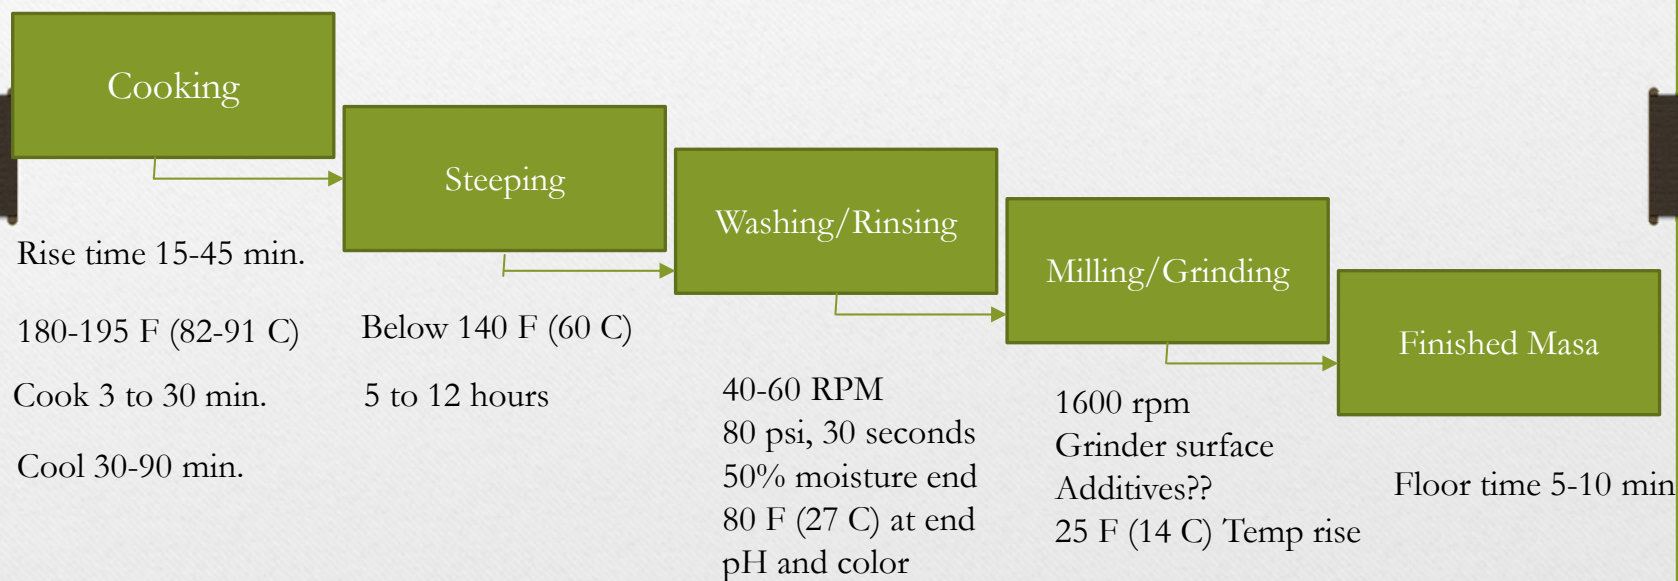 Cooking
Rise time 15-45 min.
180-195 F (82-91 C)
Cook 3 to 30 min.
Cool 30-90 min.
Steeping
Below 140 F (60 C)
5 to 12 hours
Washing/Rinsing
40-60 RPM
80 psi, 30 seconds
50% moisture end
80 F (27 C) at end
pH and color
Milling/Grinding
1600 rpm
Grinder surface
Additives??
25 F (14 C) Temp rise
Finished Masa
Floor time 5-10 min